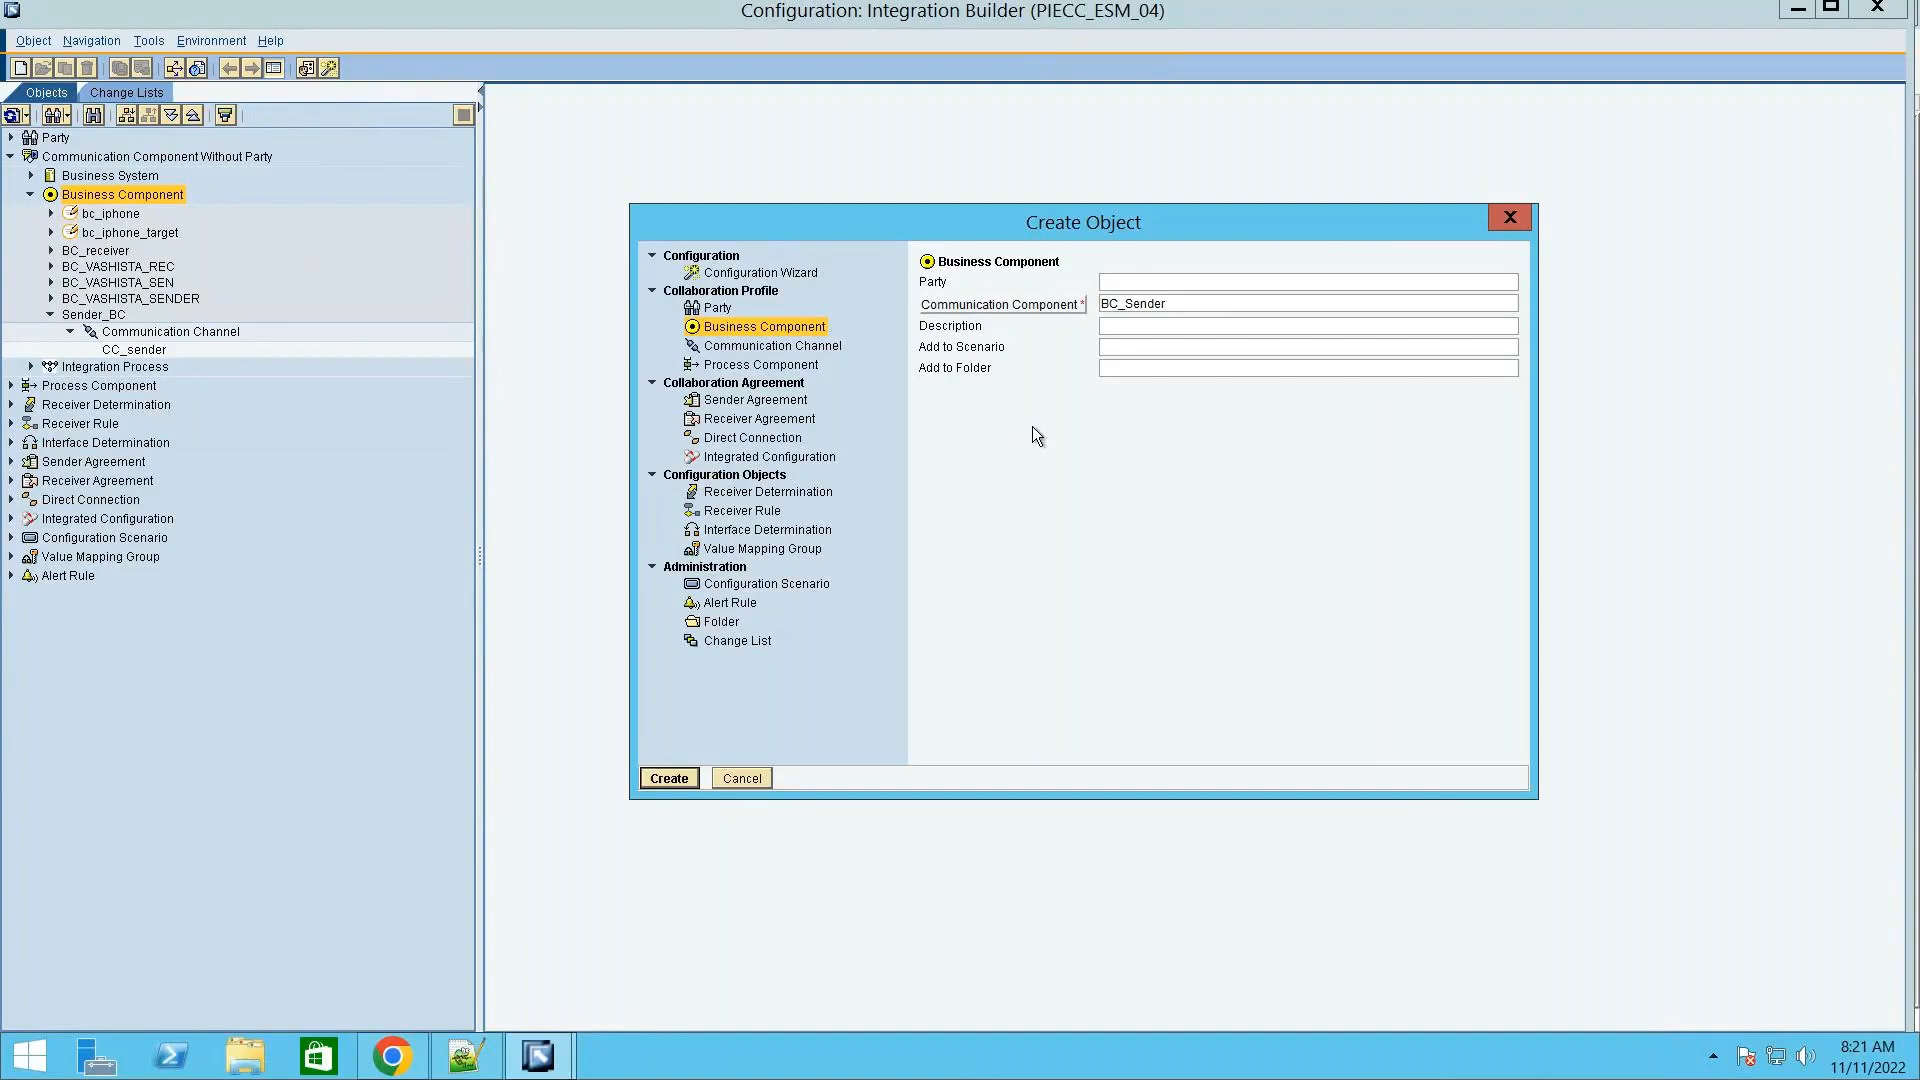 Configuration: Integration Builder (PIECC_ESM_04)
Object Navigation Tools Environment Help
Objects Change Lists
Party
Communication Component Without Party
Business System
Business Component
bc_iphone
bc_iphone_target
BC_receiver
BC_VASHISTA_REC
BC_VASHISTA_SEN
BC_VASHISTA_SENDER
Sender_BC
Communication Channel
CC_sender
Integration Process
Process Component
Receiver Determination
Receiver Rule
Interface Determination
Sender Agreement
Receiver Agreement
Direct Connection
Integrated Configuration
Configuration Scenario
Value Mapping Group
Alert Rule
Create Object
X
Configuration
Configuration Wizard
Collaboration Profile
Party
Business Component
Communication Channel
Process Component
Collaboration Agreement
Sender Agreement
Receiver Agreement
Direct Connection
Integrated Configuration
Configuration Objects
Receiver Determination
Receiver Rule
Interface Determination
Value Mapping Group
Administration
Configuration Scenario
Alert Rule
Folder
Change List
Business Component
Party
Communication Component * BC_Sender
Description
Add to Scenario
Add to Folder
Create Cancel
8:21 AM
11/11/2022